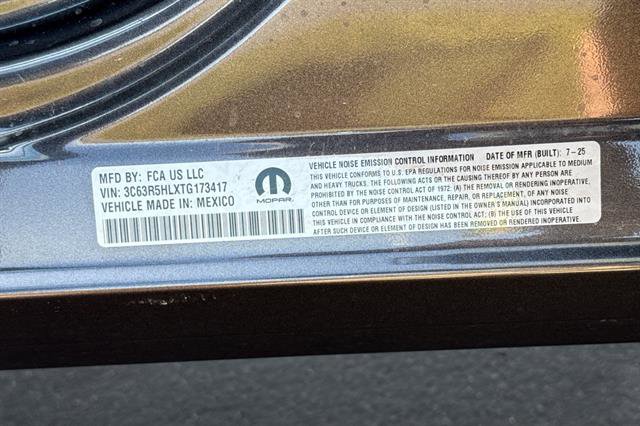 MFD BY: FCA US LLC
VIN: 3C63R5HLXTG173417
VEHICLE MADE IN: MEXICO
MOPAR
VEHICLE NOISE EMISSION CONTROL INFORMATION DATE OF MFR (BUILT): 7-25
THIS VEHICLE CONFORMS TO U.S. EPA REGULATIONS FOR NOISE EMISSION APPLICABLE TO MEDIUM
AND HEAVY TRUCKS. THE FOLLOWING ACTS OR THE CAUSING THEREOF BY ANY PERSON ARE
PROHIBITED BY THE NOISE CONTROL ACT OF 1972: (A) THE REMOVAL OR RENDERING INOPERATIVE,
OTHER THAN FOR PURPOSES OF MAINTENANCE, REPAIR, OR REPLACEMENT, OF ANY NOISE
CONTROL DEVICE OR ELEMENT OF DESIGN (LISTED IN THE OWNER'S MANUAL) INCORPORATED INTO
THIS VEHICLE IN COMPLIANCE WITH THE NOISE CONTROL ACT; (B) THE USE OF THIS VEHICLE
AFTER SUCH DEVICE OR ELEMENT OF DESIGN HAS BEEN REMOVED OR RENDERED INOPERATIVE.